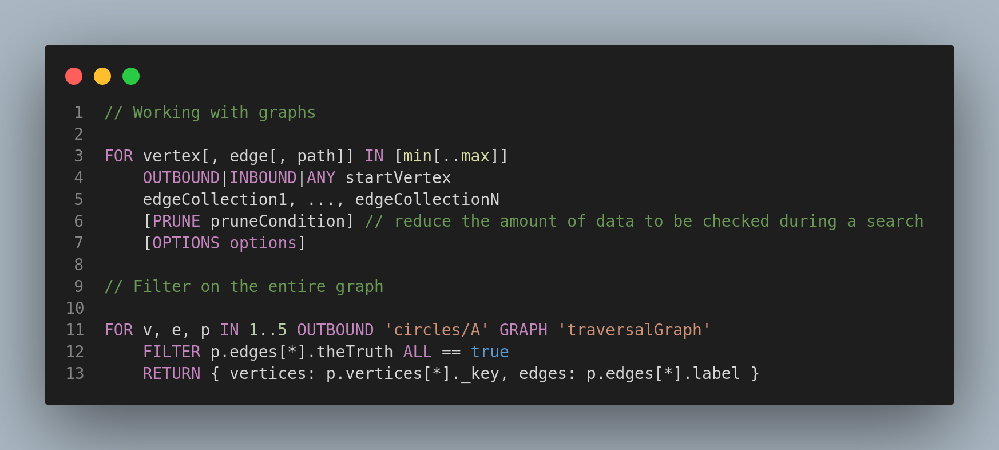 1 // Working with graphs
2
3 FOR vertex[, edge[, path]] IN [min[..max]]
4     OUTBOUND|INBOUND|ANY startVertex
5     edgeCollection1, ..., edgeCollectionN
6     [PRUNE pruneCondition] // reduce the amount of data to be checked during a search
7     [OPTIONS options]
8
9 // Filter on the entire graph
10
11 FOR v, e, p IN 1..5 OUTBOUND 'circles/A' GRAPH 'traversalGraph'
12     FILTER p.edges[*].theTruth ALL == true
13     RETURN { vertices: p.vertices[*]._key, edges: p.edges[*].label }